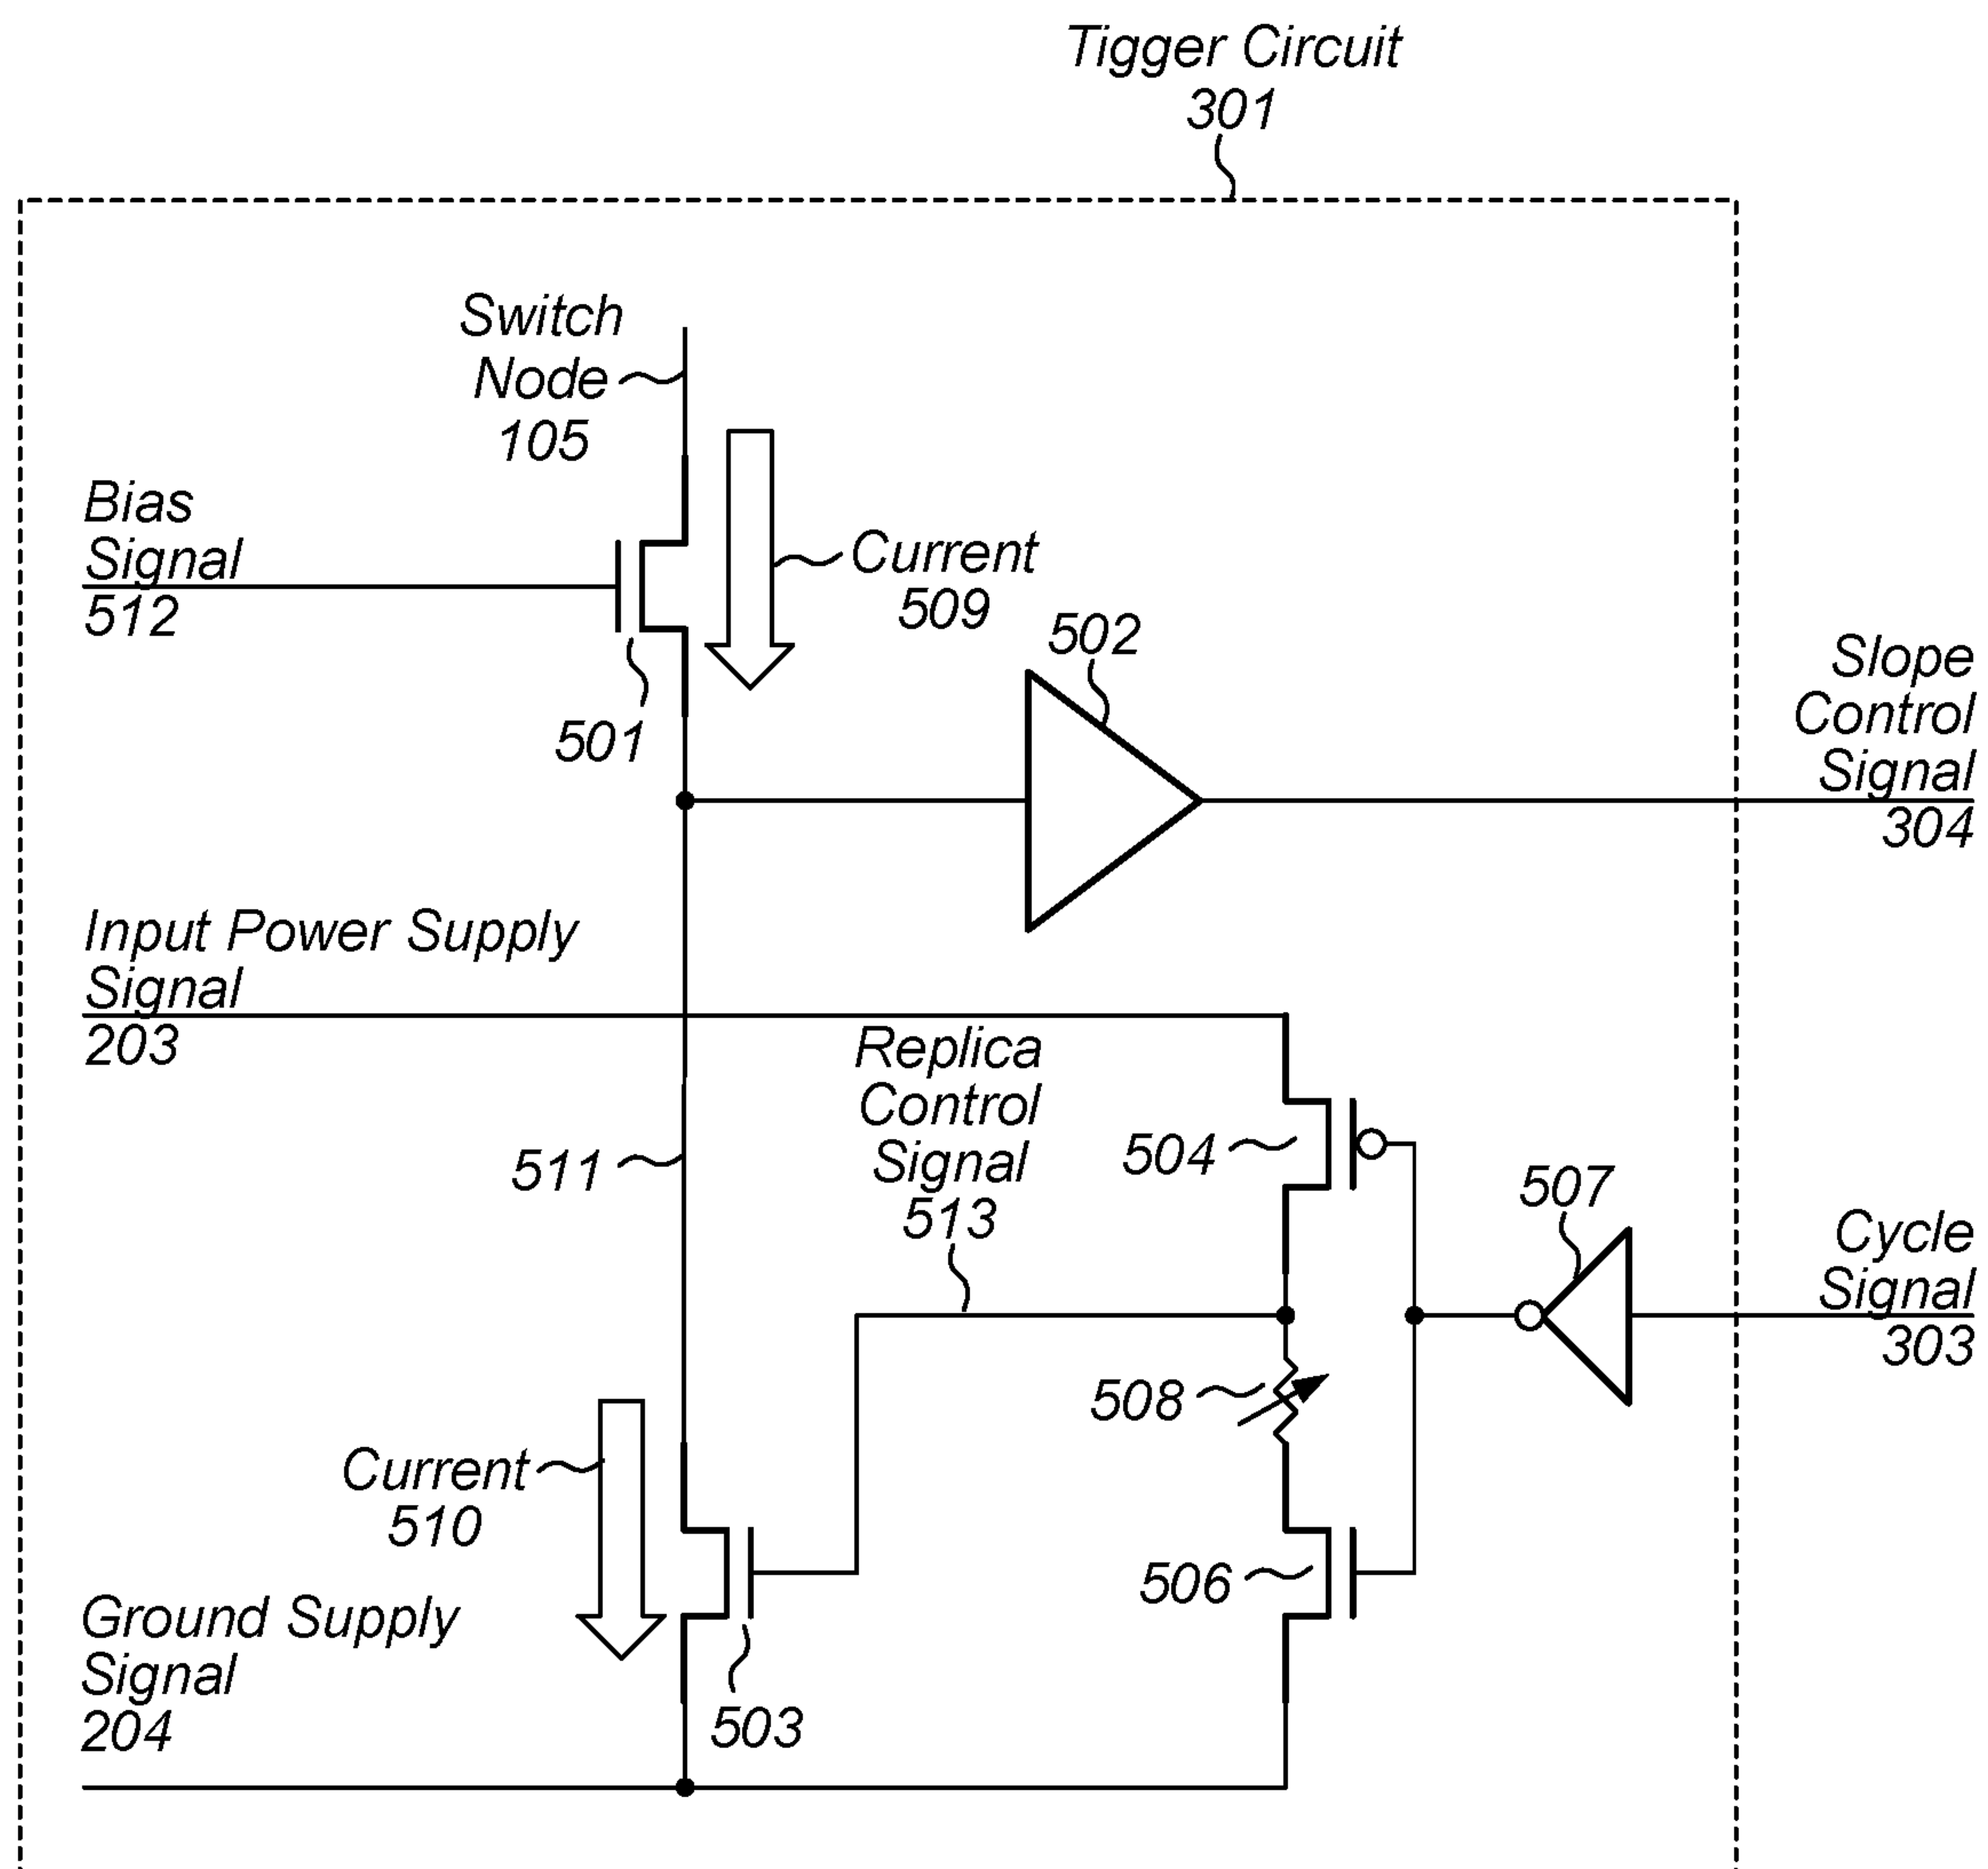 Tigger Circuit
301
Switch
Node
105
Bias
Signal
512
Current
509
502
501
Slope
Control
Signal
304
Input Power Supply
Signal
203
Replica
Control
Signal
513
504
511
507
Cycle
Signal
303
508
Current
510
506
Ground Supply
Signal
204
503